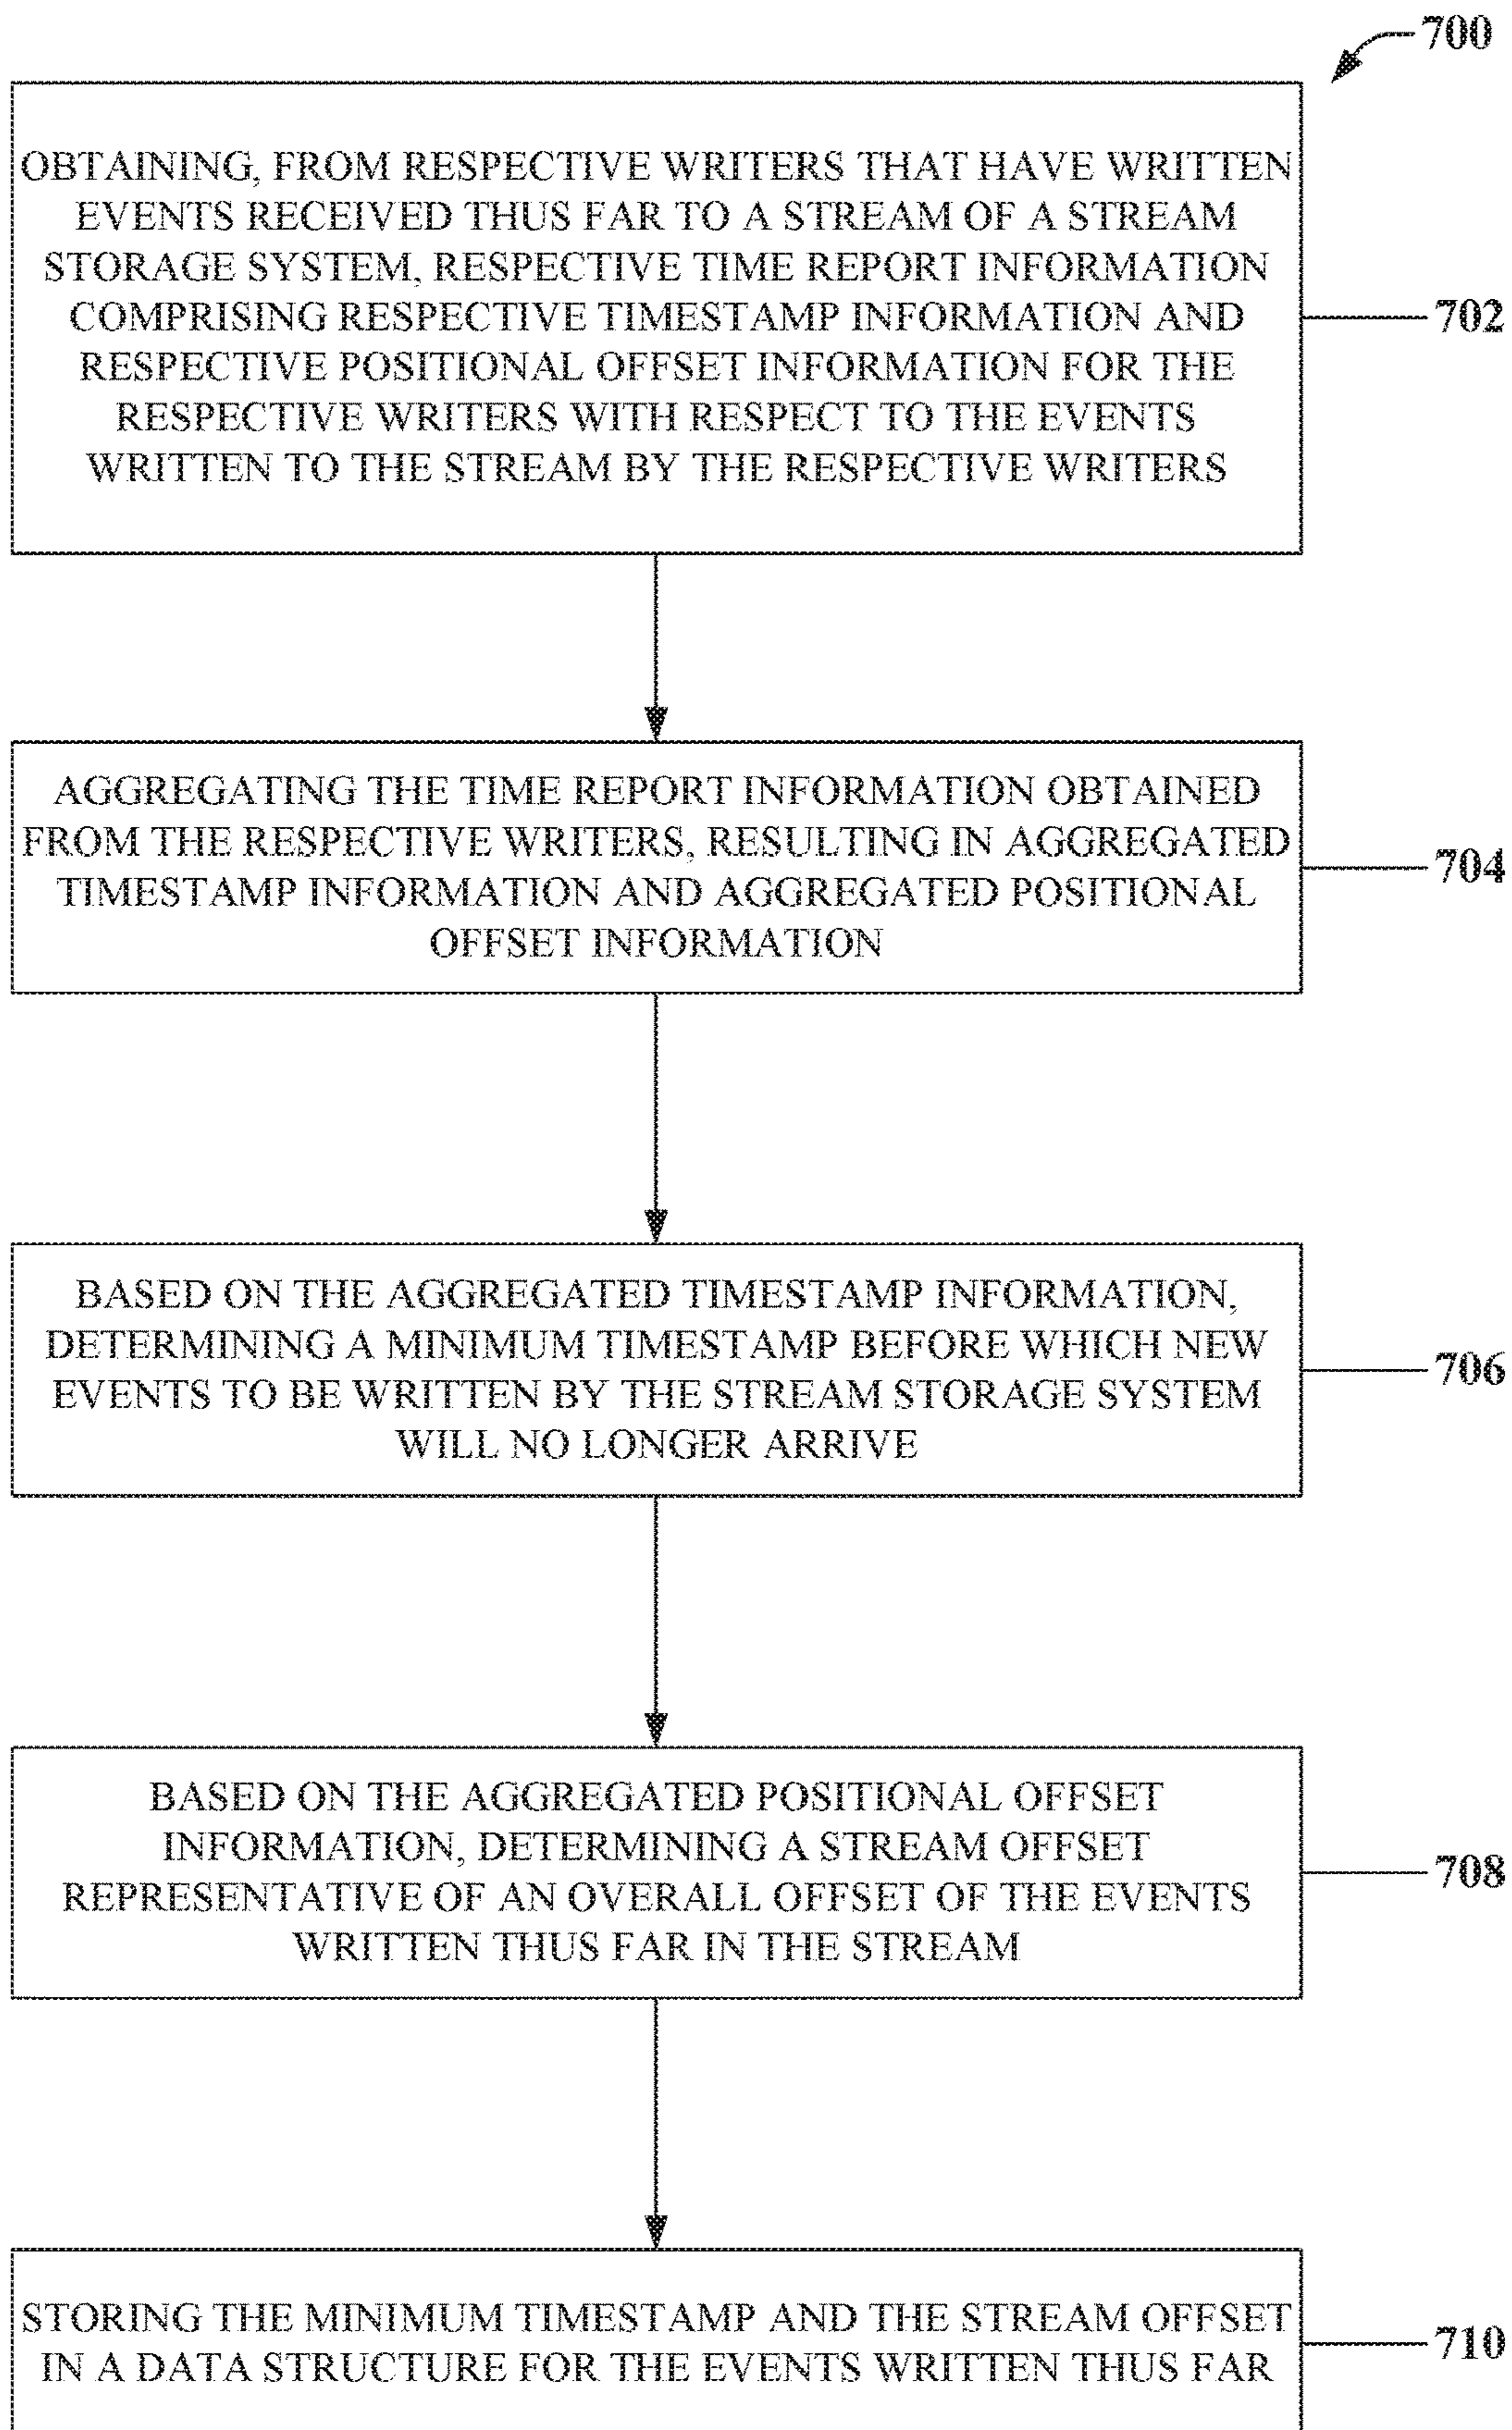 700
OBTAINING, FROM RESPECTIVE WRITERS THAT HAVE WRITTEN
EVENTS RECEIVED THUS FAR TO A STREAM OF A STREAM
STORAGE SYSTEM, RESPECTIVE TIME REPORT INFORMATION
COMPRISING RESPECTIVE TIMESTAMP INFORMATION AND
RESPECTIVE POSITIONAL OFFSET INFORMATION FOR THE
RESPECTIVE WRITERS WITH RESPECT TO THE EVENTS
WRITTEN TO THE STREAM BY THE RESPECTIVE WRITERS
702
AGGREGATING THE TIME REPORT INFORMATION OBTAINED
FROM THE RESPECTIVE WRITERS, RESULTING IN AGGREGATED
TIMESTAMP INFORMATION AND AGGREGATED POSITIONAL
OFFSET INFORMATION
704
BASED ON THE AGGREGATED TIMESTAMP INFORMATION,
DETERMINING A MINIMUM TIMESTAMP BEFORE WHICH NEW
EVENTS TO BE WRITTEN BY THE STREAM STORAGE SYSTEM
WILL NO LONGER ARRIVE
706
BASED ON THE AGGREGATED POSITIONAL OFFSET
INFORMATION, DETERMINING A STREAM OFFSET
REPRESENTATIVE OF AN OVERALL OFFSET OF THE EVENTS
WRITTEN THUS FAR IN THE STREAM
708
STORING THE MINIMUM TIMESTAMP AND THE STREAM OFFSET
IN A DATA STRUCTURE FOR THE EVENTS WRITTEN THUS FAR
710